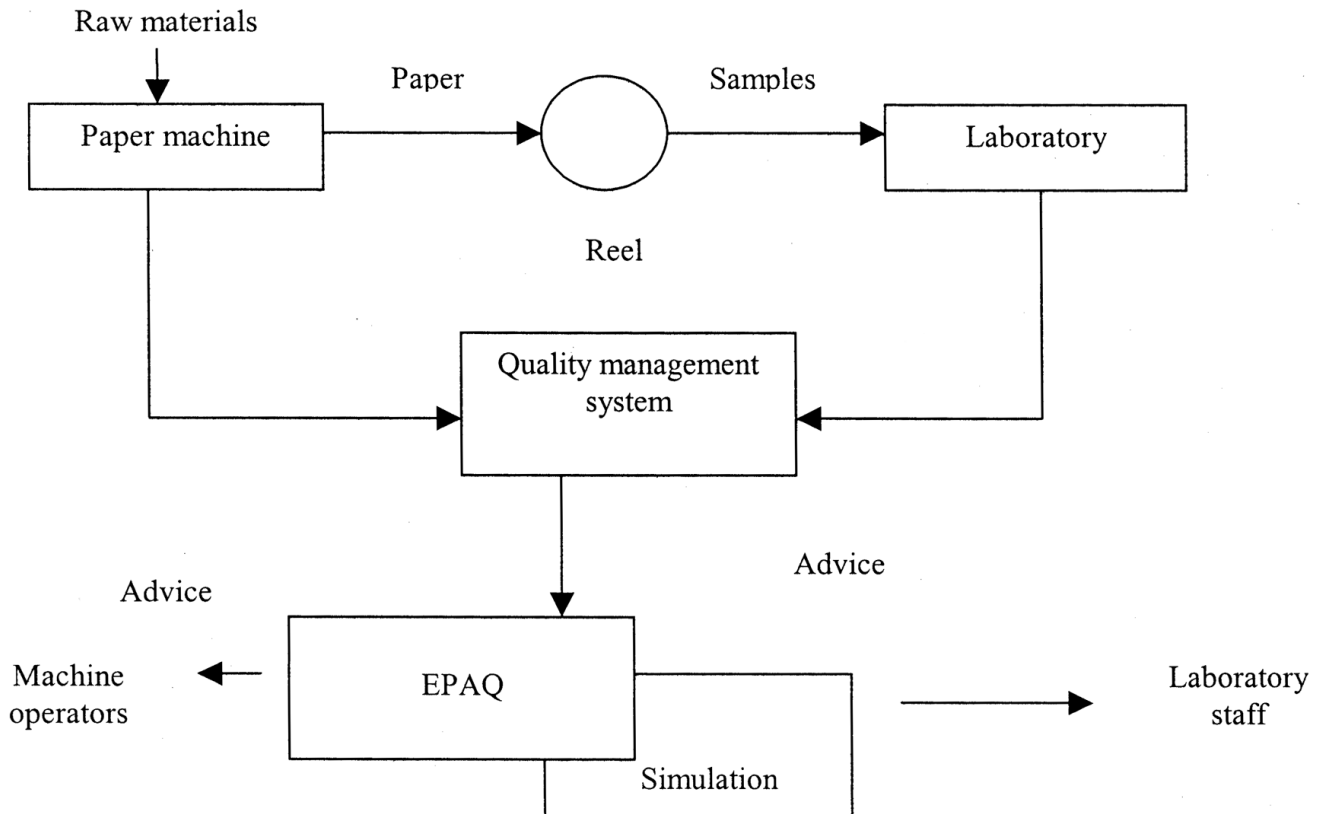 Raw materials
Paper
Samples
Paper machine
Laboratory
Reel
Quality management
system
Advice
Advice
Machine
operators
EPAQ
Laboratory
staff
Simulation